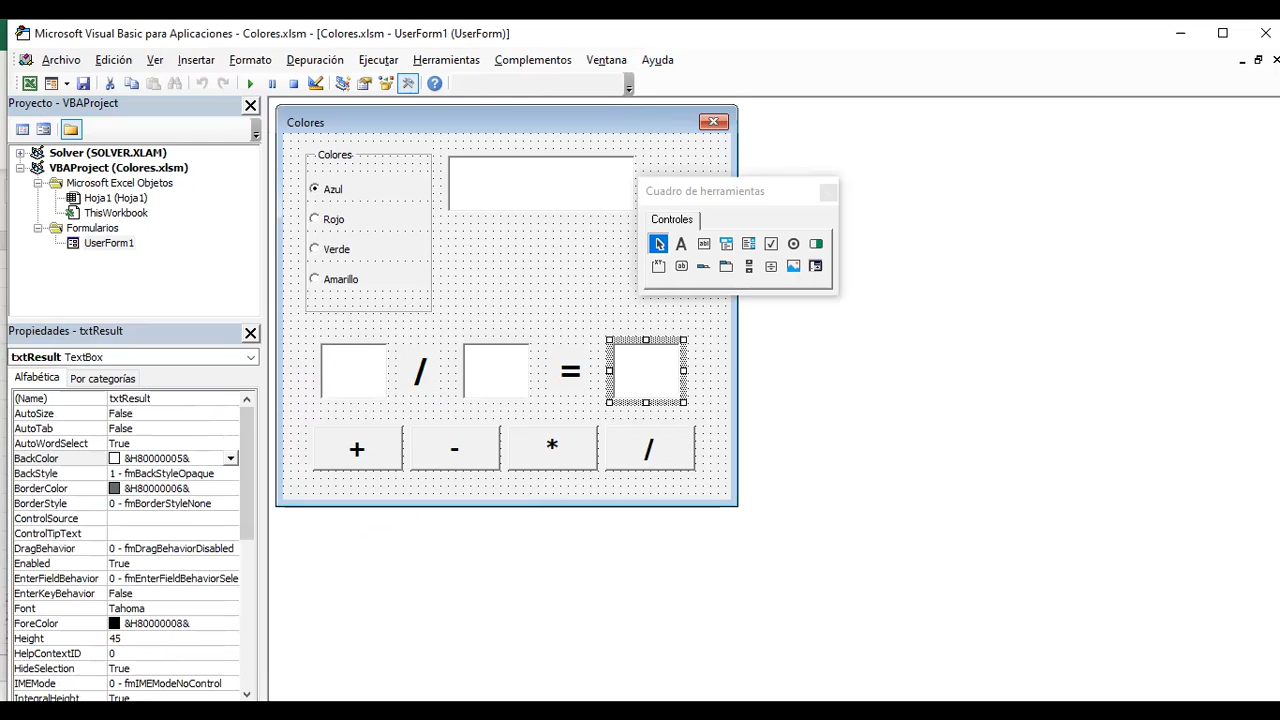 Microsoft Visual Basic para Aplicaciones - Colores.xlsm - [Colores.xlsm - UserForm1 (UserForm)]
Archivo Edición Ver Insertar Formato Depuración Ejecutar Herramientas Complementos Ventana Ayuda
Proyecto - VBAProject
Solver (SOLVER.XLAM)
VBAProject (Colores.xlsm)
Microsoft Excel Objetos
Hoja1 (Hoja1)
ThisWorkbook
Formularios
UserForm1
Propiedades - txtResult
txtResult TextBox
Alfabética Por categorías
(Name) txtResult
AutoSize False
AutoTab False
AutoWordSelect True
BackColor &H80000005&
BackStyle 1 - fmBackStyleOpaque
BorderColor &H80000006&
BorderStyle 0 - fmBorderStyleNone
ControlSource
ControlTipText
DragBehavior 0 - fmDragBehaviorDisabled
Enabled True
EnterFieldBehavior 0 - fmEnterFieldBehaviorSele
EnterKeyBehavior False
Font Tahoma
ForeColor &H80000008&
Height 45
HelpContextID 0
HideSelection True
IMEMode 0 - fmIMEModeNoControl
IntegralHeight True
Colores
Colores
Azul
Rojo
Verde
Amarillo
/ =
+ - * /
Cuadro de herramientas
Controles